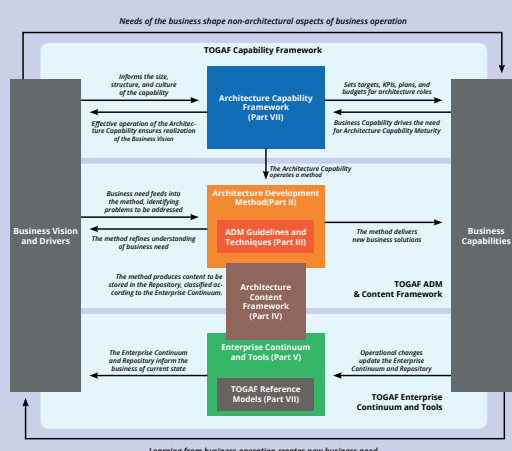 Needs of the business shape non-architectural aspects of business operation
TOGAF Capability Framework
Informs the size,
structure, and culture
of the capability
Effective operation of the Architec-
ture Capability ensures realization
of the Business Vision
Architecture Capability
Framework
(Part VII)
Sets targets, KPIs, plans, and
budgets for architecture roles
Business Capability drives the need
for Architecture Capability Maturity
The Architecture Capability
operates a method
Business Vision
and Drivers
Business need feeds into
the method, identifying
problems to be addressed
The method refines understanding
of business need
Architecture Development
Method(Part II)
ADM Guidelines and
Techniques (Part III)
The method delivers
new business solutions
Business
Capabilities
The method produces content to be
stored in the Repository, classified ac-
cording to the Enterprise Continuum.
Architecture
Content
Framework
(Part IV)
TOGAF ADM
& Content Framework
The Enterprise Continuum
and Repository inform the
business of current state
Enterprise Continuum
and Tools (Part V)
TOGAF Reference
Models (Part VII)
Operational changes
update the Enterprise
Continuum and Repository
TOGAF Enterprise
Continuum and Tools
Learning from business operation creates new business need